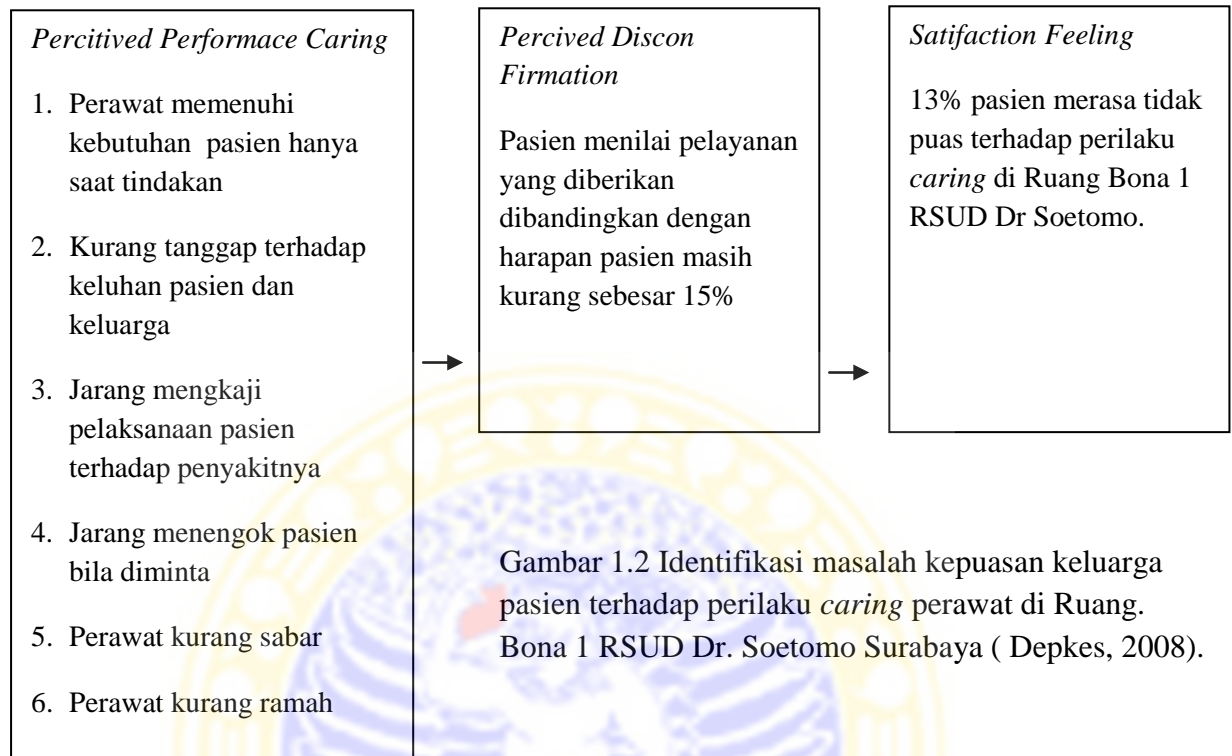 Percitived Performace Caring
1. Perawat memenuhi
kebutuhan pasien hanya
saat tindakan
2. Kurang tanggap terhadap
keluhan pasien dan
keluarga
3. Jarang mengkaji
pelaksanaan pasien
terhadap penyakitnya
4. Jarang menengok pasien
bila diminta
5. Perawat kurang sabar
6. Perawat kurang ramah
Percived Discon
Firmation
Pasien menilai pelayanan
yang diberikan
dibandingkan dengan
harapan pasien masih
kurang sebesar 15%
Satifaction Feeling
13% pasien merasa tidak
puas terhadap perilaku
caring di Ruang Bona 1
RSUD Dr Soetomo.
Gambar 1.2 Identifikasi masalah kepuasan keluarga
pasien terhadap perilaku caring perawat di Ruang.
Bona 1 RSUD Dr. Soetomo Surabaya ( Depkes, 2008).